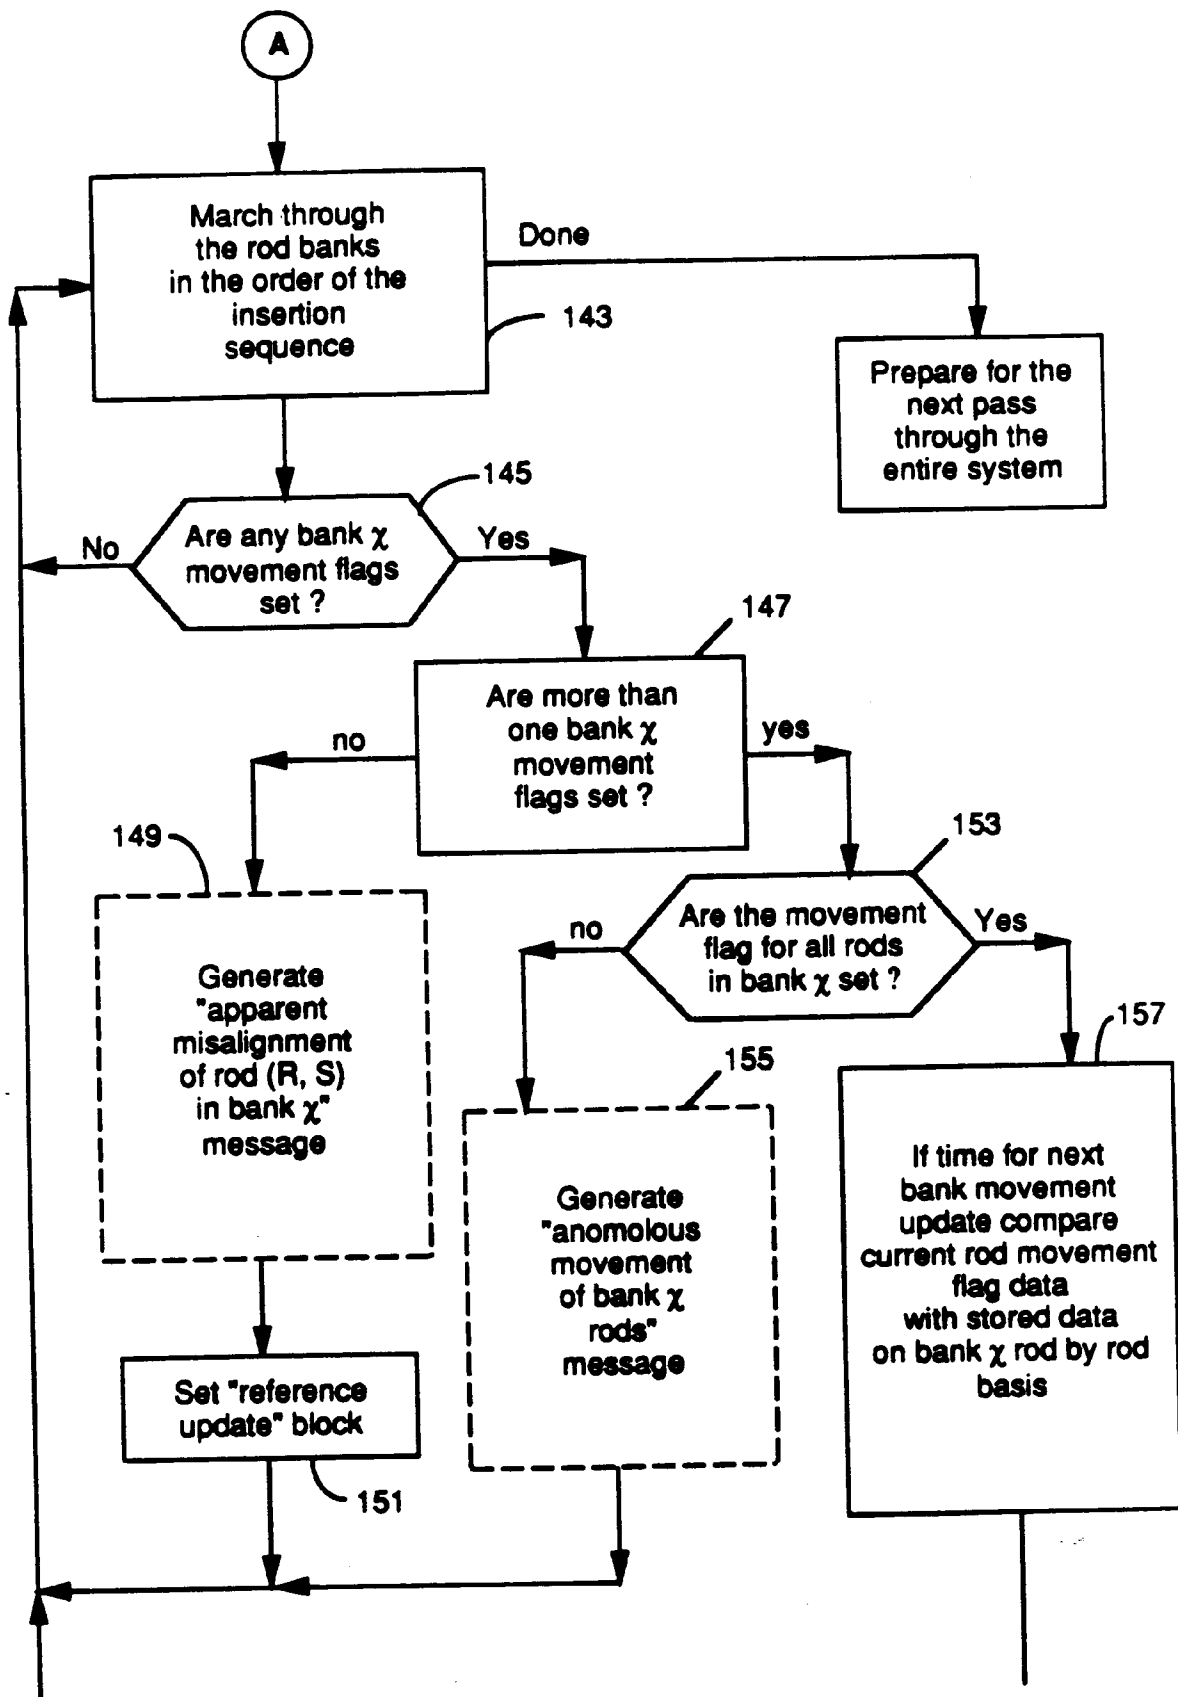 A
March through
the rod banks
in the order of the
insertion
sequence
Done
143
Prepare for the
next pass
through the
entire system
145
Are any bank χ
movement flags
set ?
No
Yes
147
Are more than
one bank χ
movement
flags set ?
no
yes
149
153
Are the movement
flag for all rods
in bank χ set ?
no
Yes
Generate
"apparent
misalignment
of rod (R, S)
in bank χ"
message
155
157
Generate
"anomolous
movement
of bank χ
rods"
message
If time for next
bank movement
update compare
current rod movement
flag data
with stored data
on bank χ rod by rod
basis
Set "reference
update" block
151